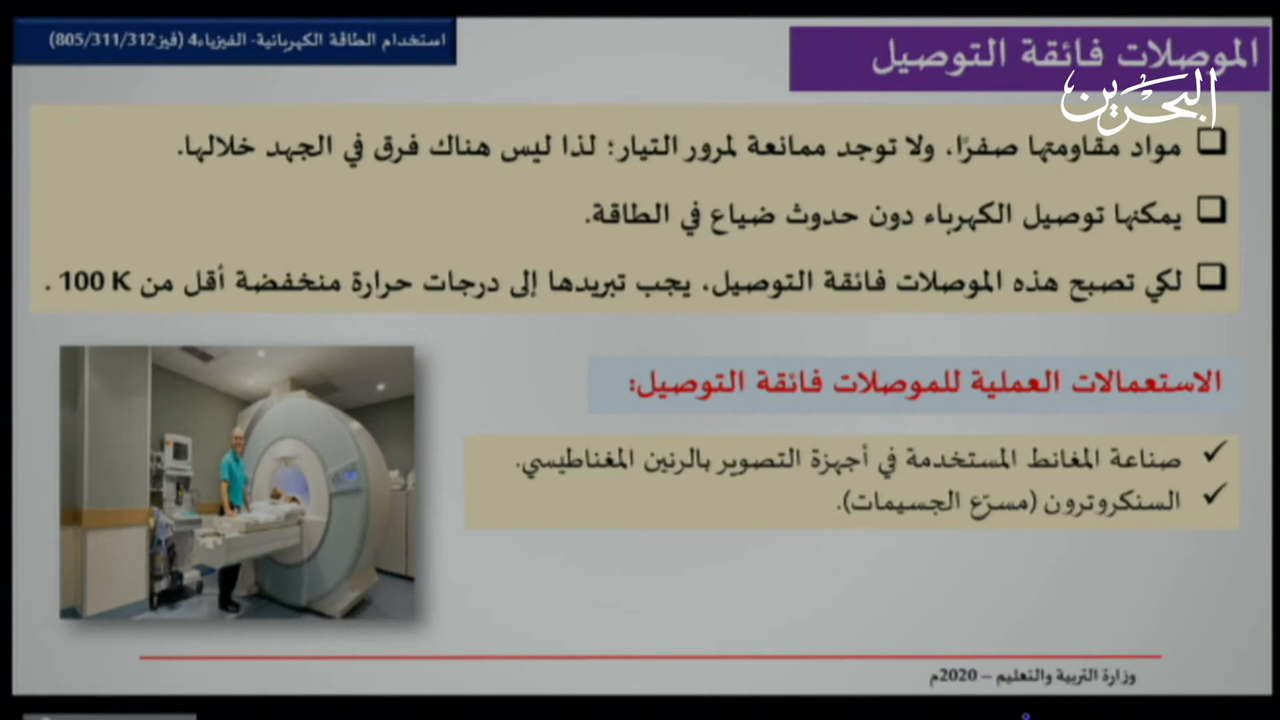 استخدام الطاقة الكهربائية- الفيزياء4 (فيز805/311/312)
الموصلات فائقة التوصيل
البحرين
مواد مقاومتها صفرًا، ولا توجد ممانعة لمرور التيار؛ لذا ليس هناك فرق في الجهد خلالها.
يمكنها توصيل الكهرباء دون حدوث ضياع في الطاقة.
لكي تصبح هذه الموصلات فائقة التوصيل، يجب تبريدها إلى درجات حرارة منخفضة أقل من 100 K .
الاستعمالات العملية للموصلات فائقة التوصيل:
صناعة المغانط المستخدمة في أجهزة التصوير بالرنين المغناطيسي.
السنكروترون (مسرّع الجسيمات).
وزارة التربية والتعليم – 2020م